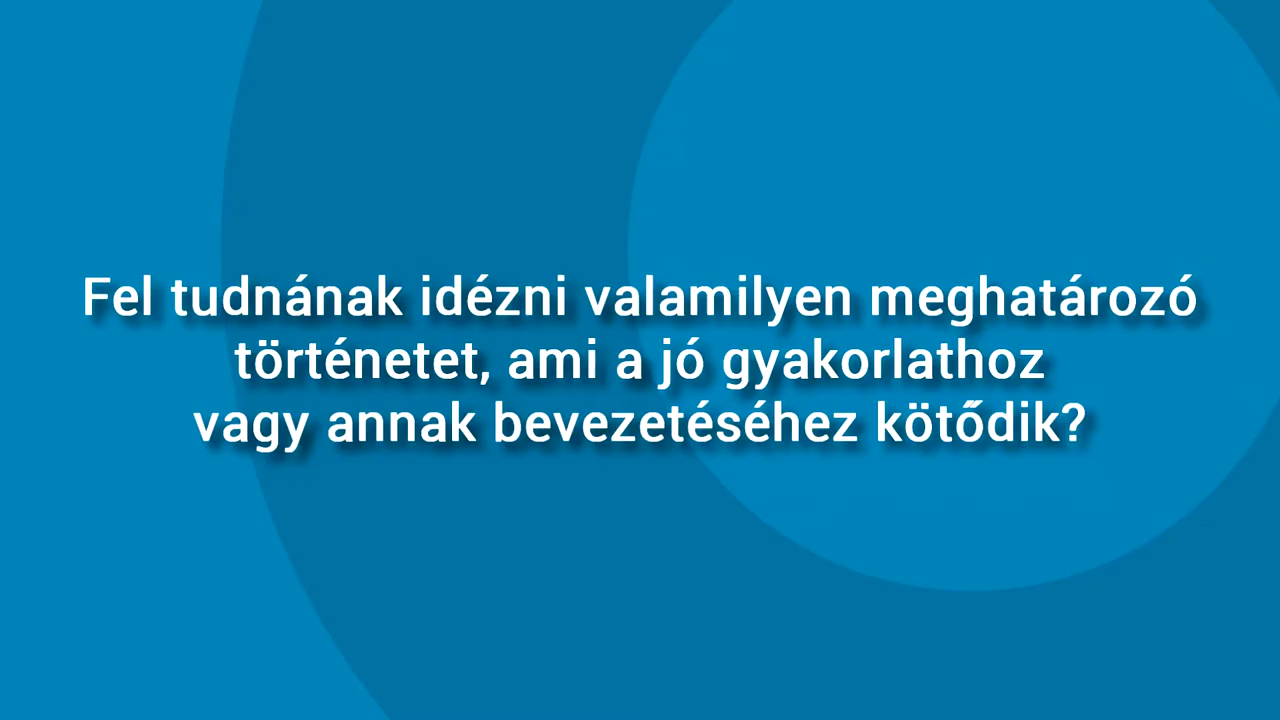 Fel tudnának idézni valamilyen meghatározó
történetet, ami a jó gyakorlathoz
vagy annak bevezetéséhez kötődik?